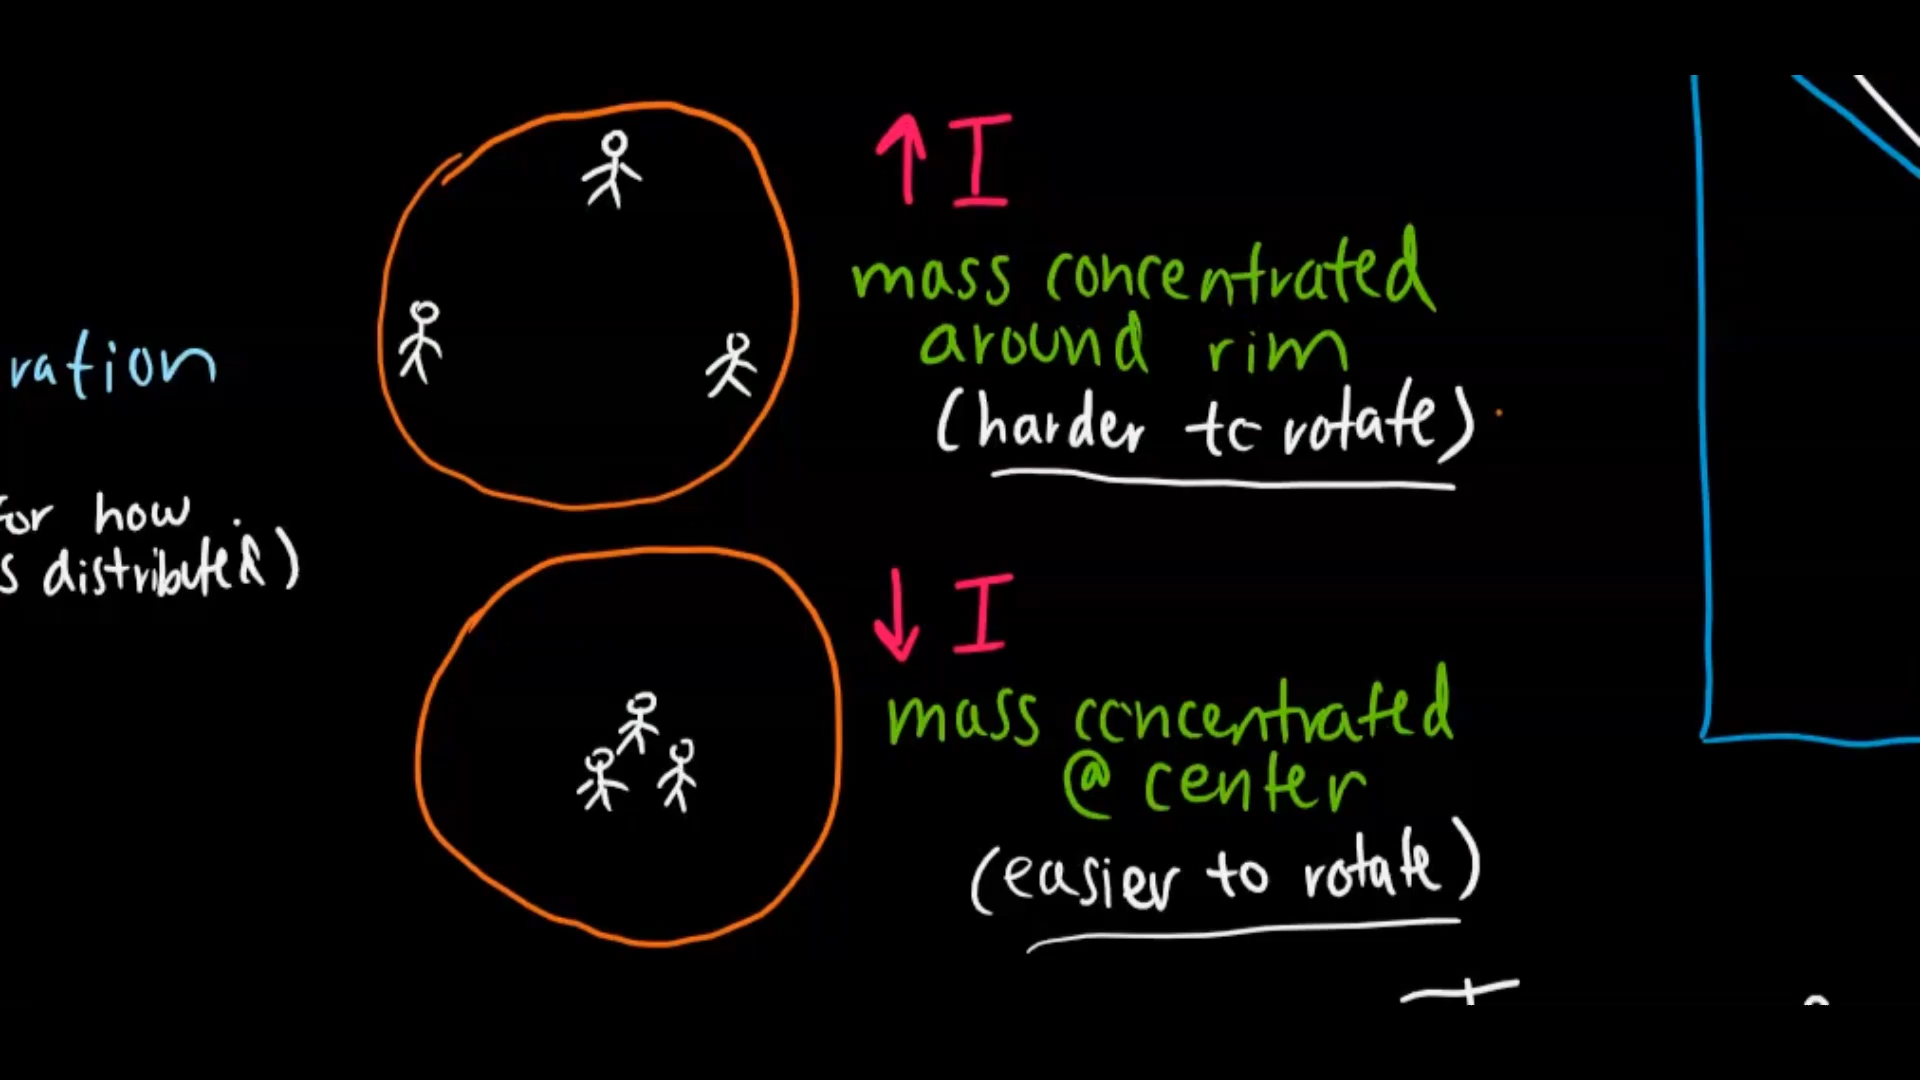 ration
for how
s distributed)
↑ I
mass concentrated
around rim
(harder to rotate)
↓ I
mass concentrated
@ center
(easier to rotate)